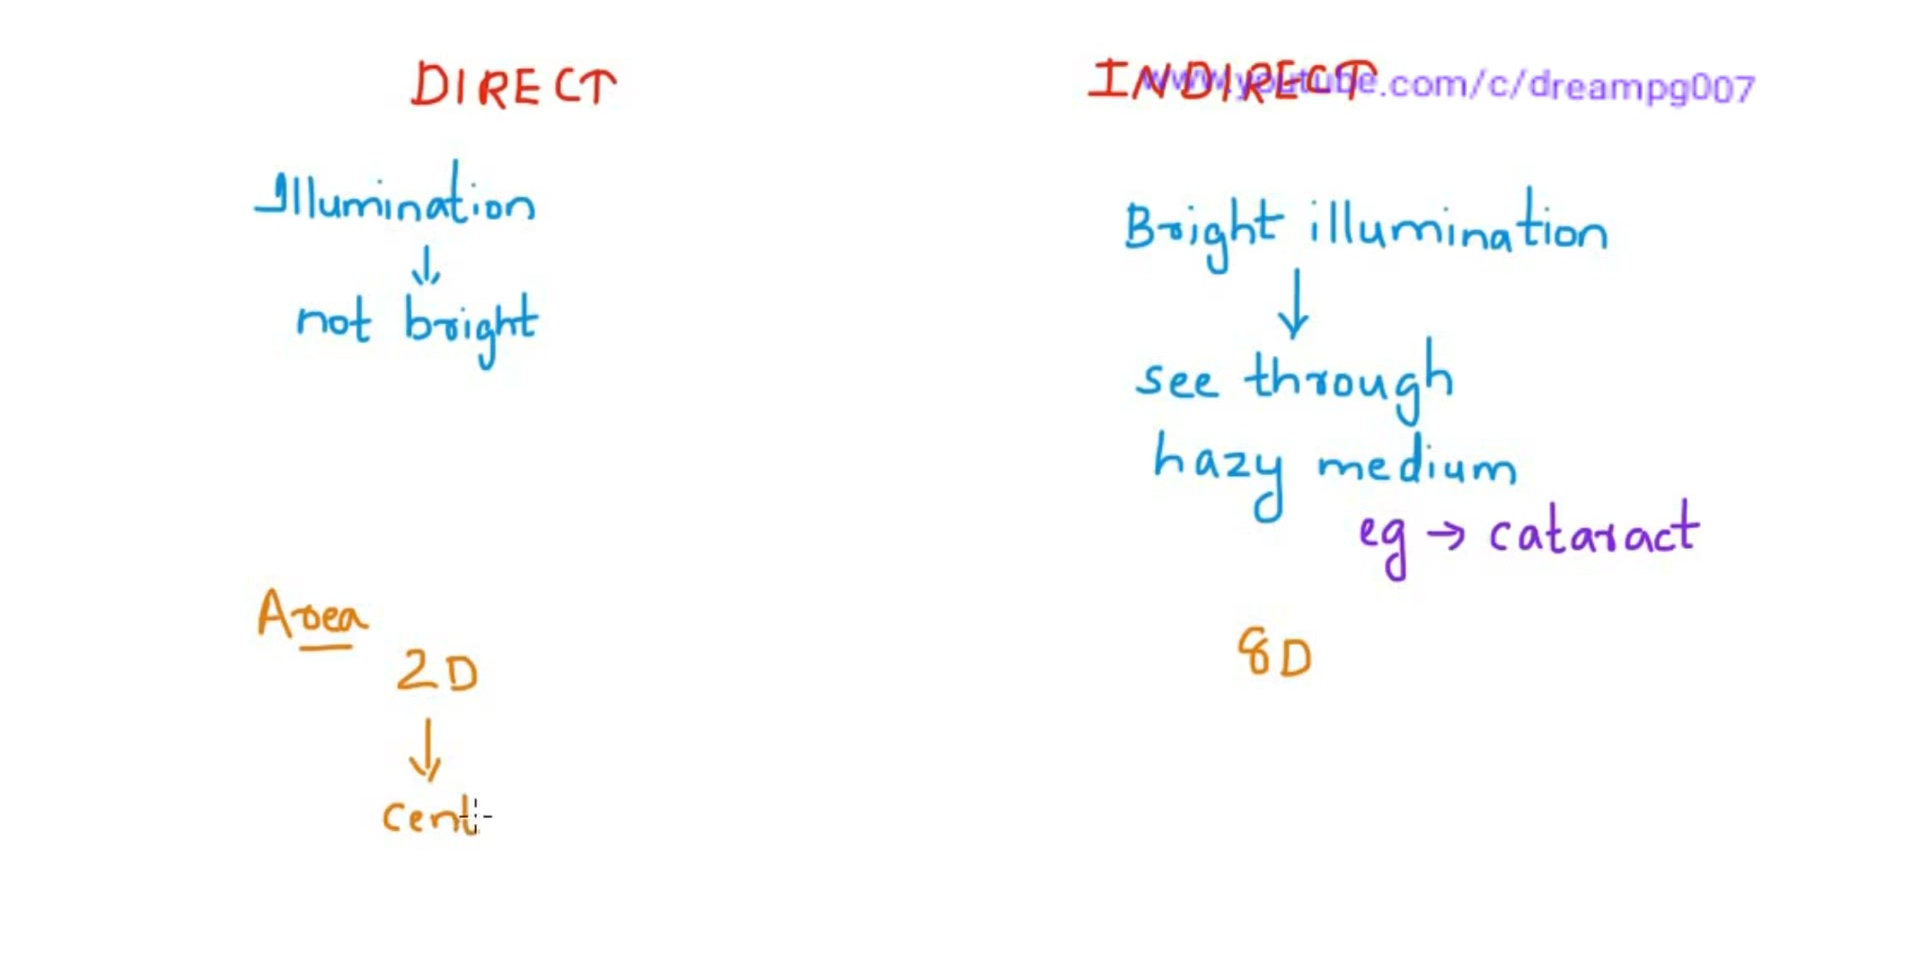 DIRECT
INDIRECT
www.youtube.com/c/dreampg007
Illumination
↓
not bright
Bright illumination
↓
see through
hazy medium
eg → cataract
Area
2D
↓
cent
8D